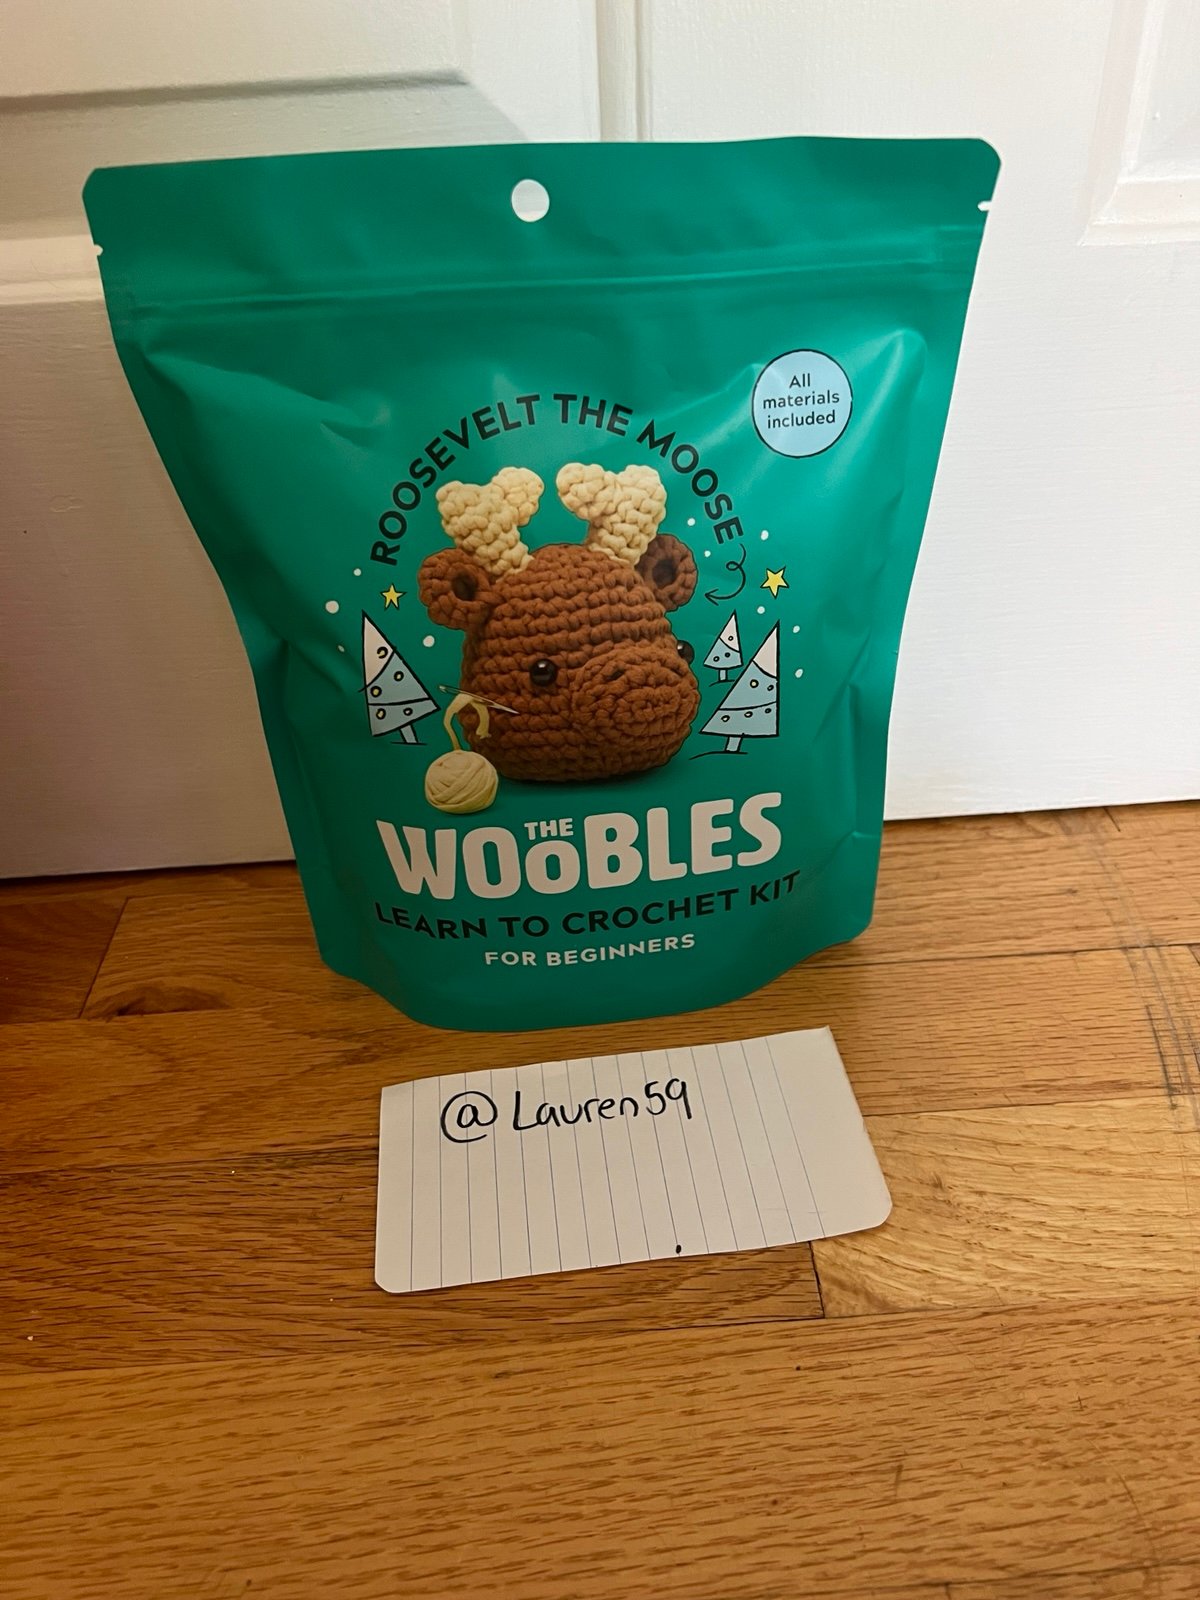 All
materials
included
ROOSEVELT THE MOOSE
THE
WOOBLES
LEARN TO CROCHET KIT
FOR BEGINNERS
@Lauren59